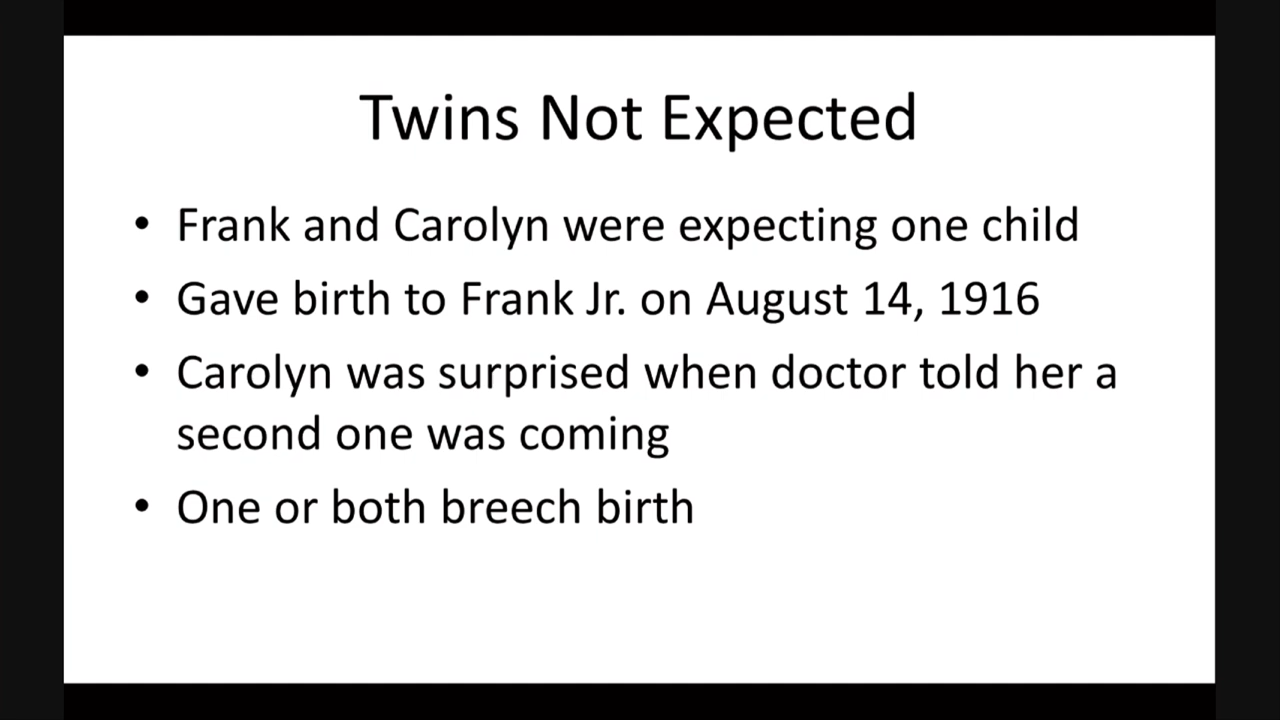 Twins Not Expected
• Frank and Carolyn were expecting one child
• Gave birth to Frank Jr. on August 14, 1916
• Carolyn was surprised when doctor told her a
second one was coming
• One or both breech birth